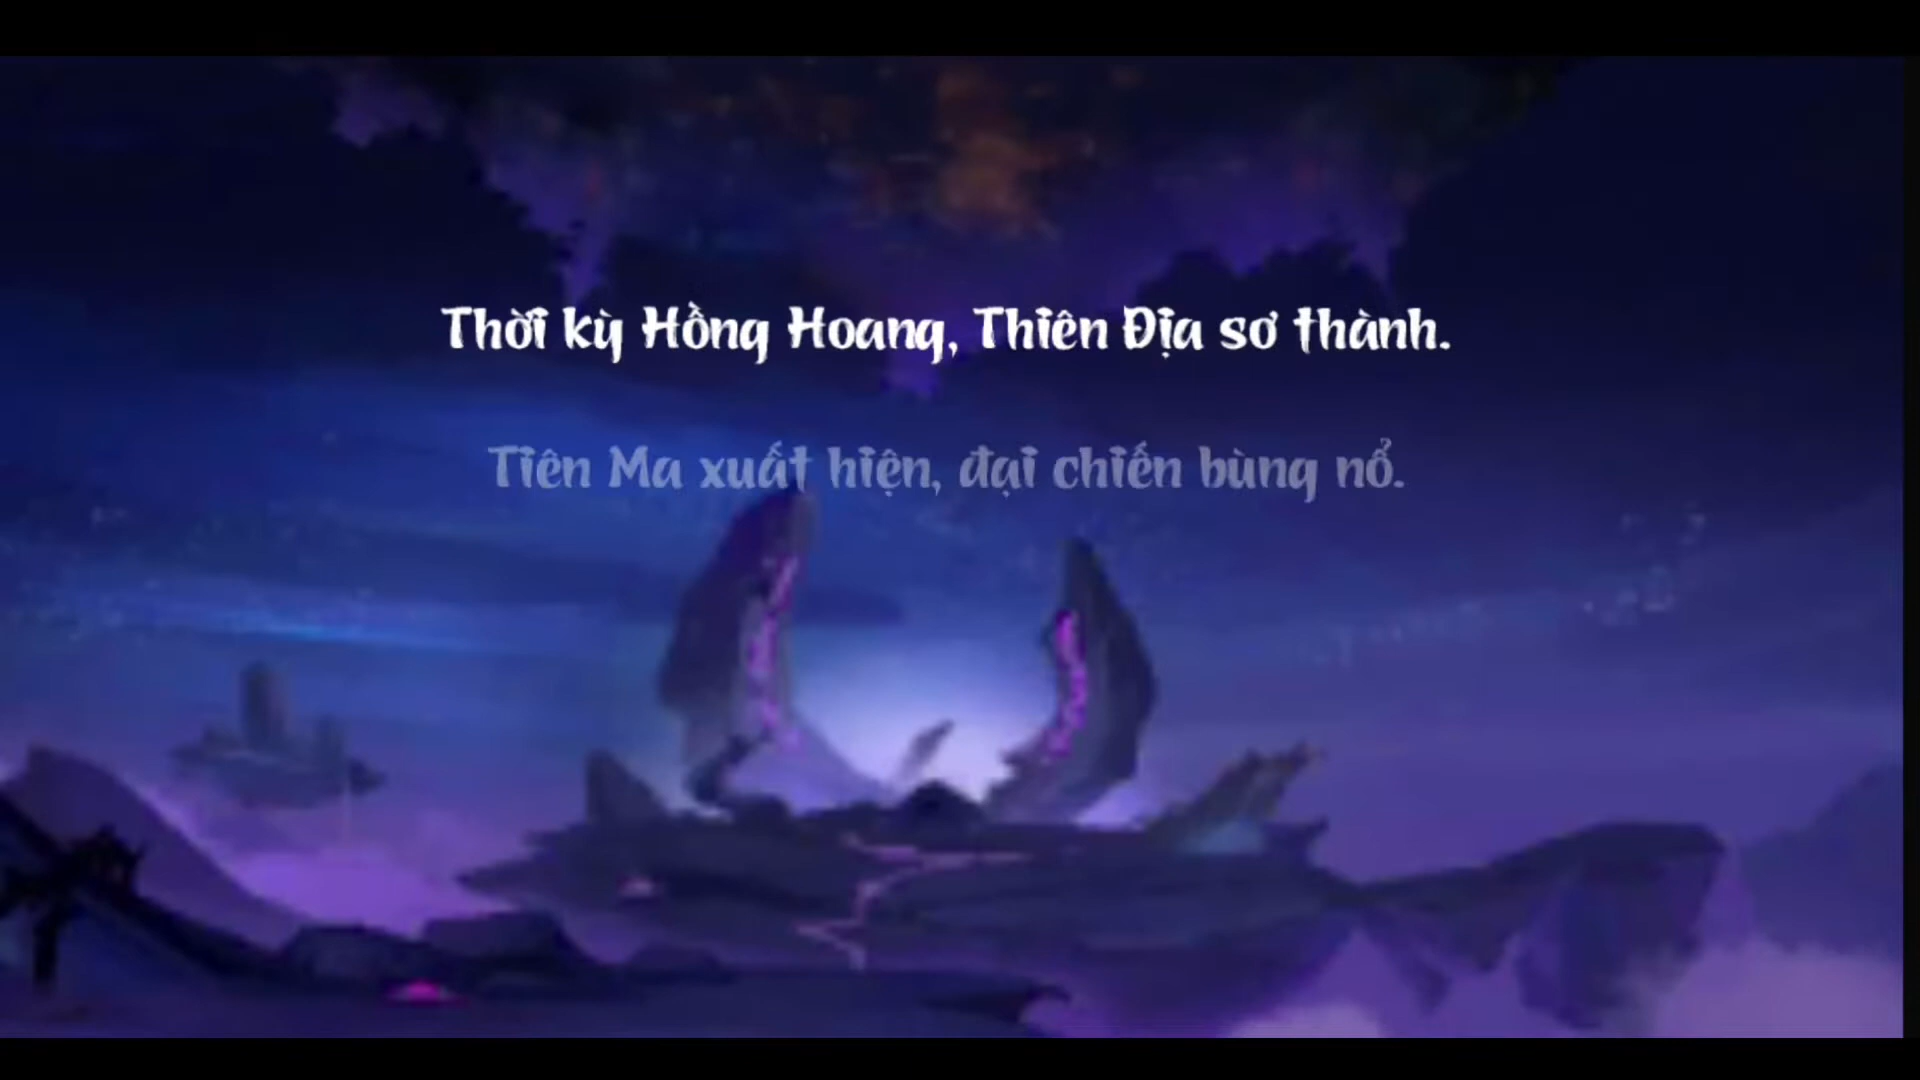 Thời kỳ Hồng Hoang, Thiên Địa sơ thành.
Tiên Ma xuất hiện, đại chiến bùng nổ.